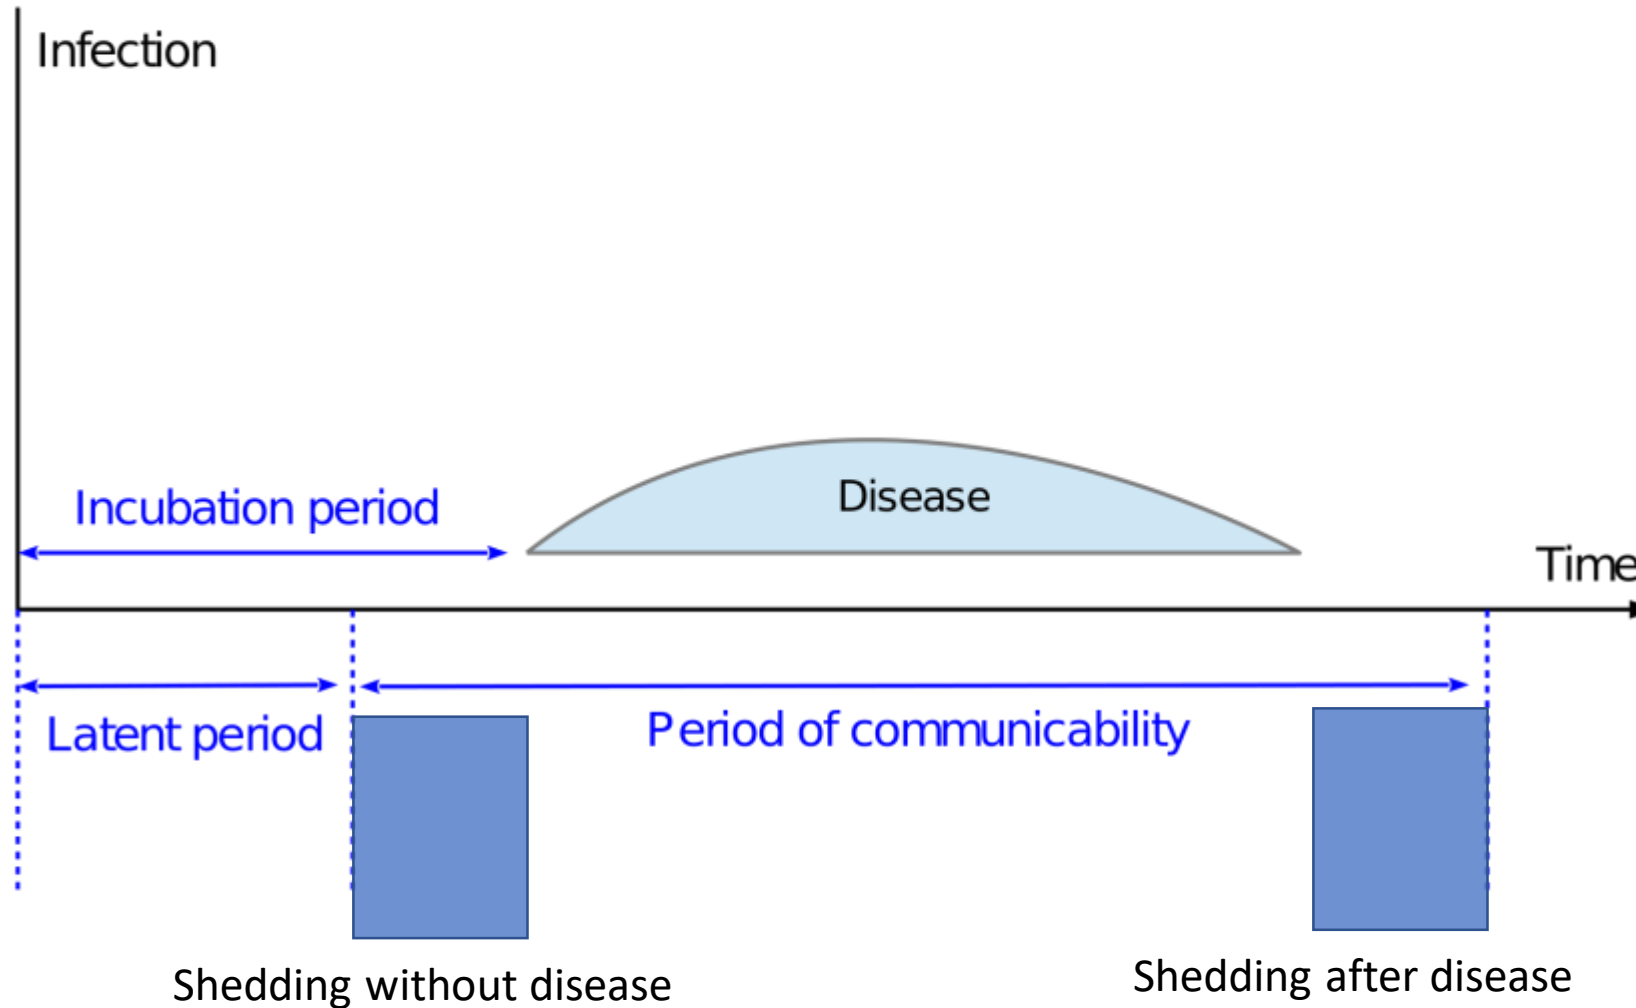 Infection
Disease
Incubation period
Time
Latent period
Period of communicability
Shedding without disease
Shedding after disease